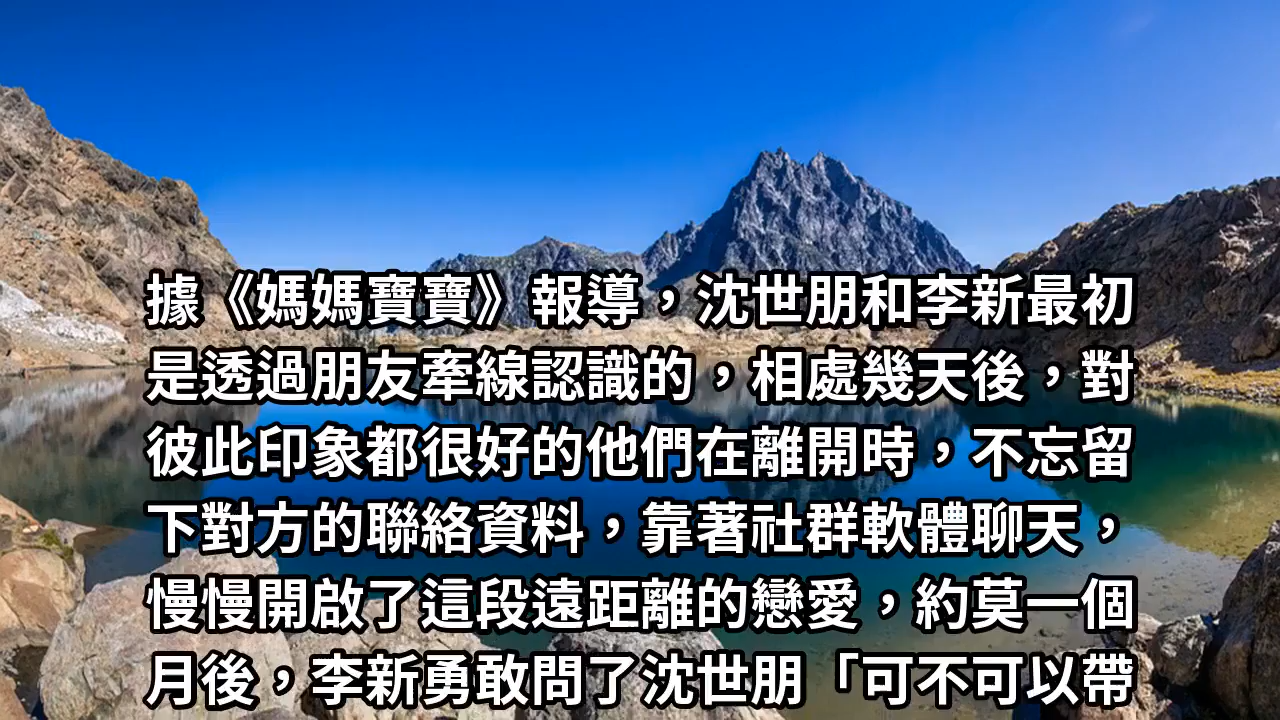 據《媽媽寶寶》報導，沈世朋和李新最初
是透過朋友牽線認識的，相處幾天後，對
彼此印象都很好的他們在離開時，不忘留
下對方的聯絡資料，靠著社群軟體聊天，
慢慢開啟了這段遠距離的戀愛，約莫一個
月後，李新勇敢問了沈世朋「可不可以帶